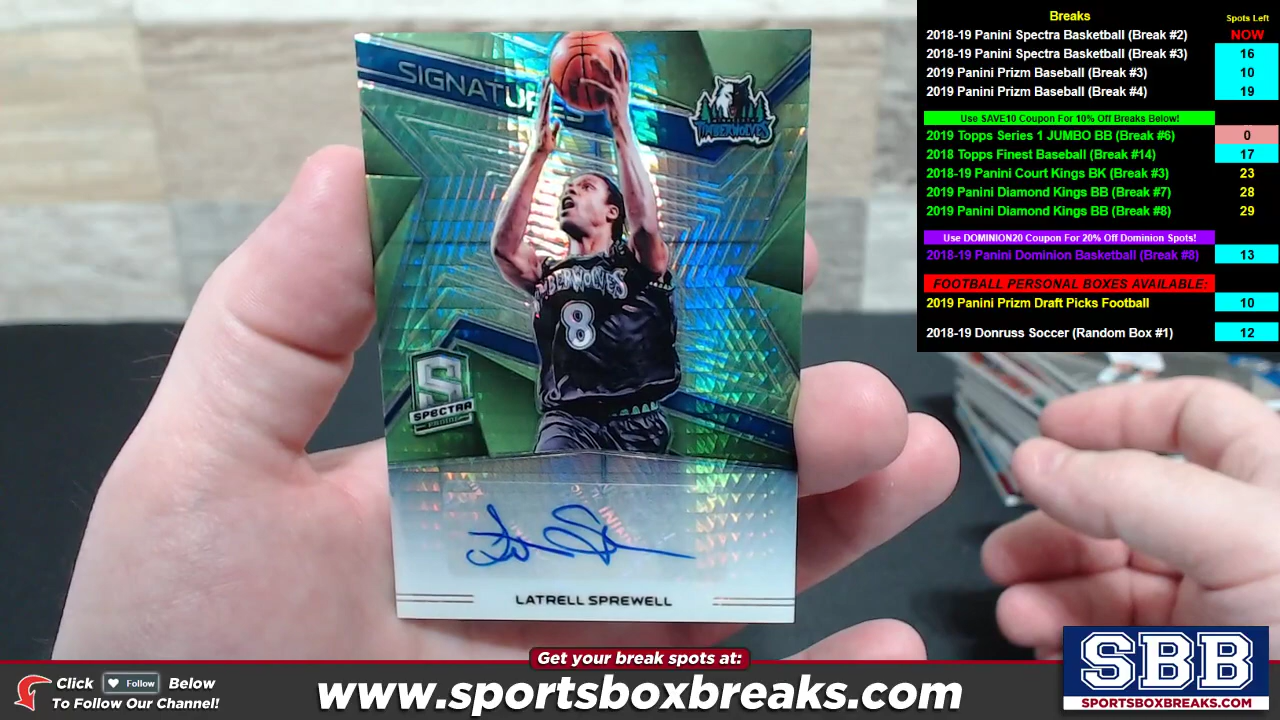 SIGNATURES
MINNESOTA
TIMBERWOLVES
TIMBERWOLVES
8
S
SPECTRA
PANINI
LATRELL SPREWELL
Breaks Spots Left
2018-19 Panini Spectra Basketball (Break #2) NOW
2018-19 Panini Spectra Basketball (Break #3) 16
2019 Panini Prizm Baseball (Break #3) 10
2019 Panini Prizm Baseball (Break #4) 19
Use SAVE10 Coupon For 10% Off Breaks Below!
2019 Topps Series 1 JUMBO BB (Break #6) 0
2018 Topps Finest Baseball (Break #14) 17
2018-19 Panini Court Kings BK (Break #3) 23
2019 Panini Diamond Kings BB (Break #7) 28
2019 Panini Diamond Kings BB (Break #8) 29
Use DOMINION20 Coupon For 20% Off Dominion Spots!
2018-19 Panini Dominion Basketball (Break #8) 13
FOOTBALL PERSONAL BOXES AVAILABLE:
2019 Panini Prizm Draft Picks Football 10
2018-19 Donruss Soccer (Random Box #1) 12
Get your break spots at:
Click Follow Below
To Follow Our Channel!
www.sportsboxbreaks.com
SBB
SPORTSBOXBREAKS.COM